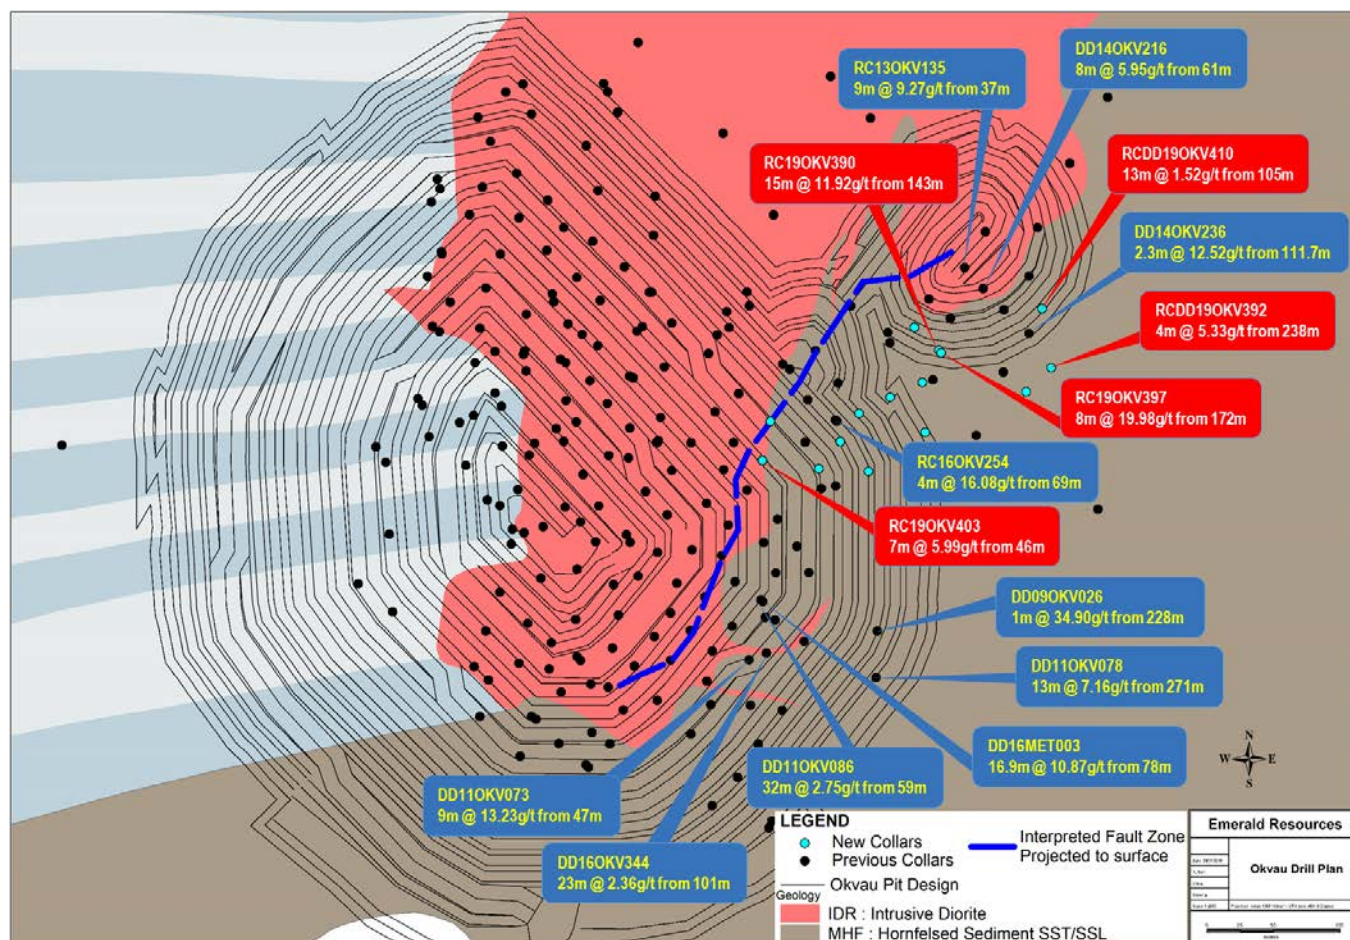 DD14OKV216
8m @ 5.95g/t from 61m
RC13OKV135
9m @ 9.27g/t from 37m
RC19OKV390
15m @ 11.92g/t from 143m
RCDD19OKV410
13m @ 1.52g/t from 105m
DD14OKV236
2.3m @ 12.52g/t from 111.7m
RCDD19OKV392
4m @ 5.33g/t from 238m
RC19OKV397
8m @ 19.98g/t from 172m
RC16OKV254
4m @ 16.08g/t from 69m
RC19OKV403
7m @ 5.99g/t from 46m
DD09OKV026
1m @ 34.90g/t from 228m
DD11OKV078
13m @ 7.16g/t from 271m
DD16MET003
16.9m @ 10.87g/t from 78m
DD11OKV086
32m @ 2.75g/t from 59m
DD11OKV073
9m @ 13.23g/t from 47m
DD16OKV344
23m @ 2.36g/t from 101m
N
W E
S
LEGEND
New Collars
Previous Collars
Interpreted Fault Zone
Projected to surface
Okvau Pit Design
Geology
IDR : Intrusive Diorite
MHF : Hornfelsed Sediment SST/SSL
Emerald Resources
Okvau Drill Plan